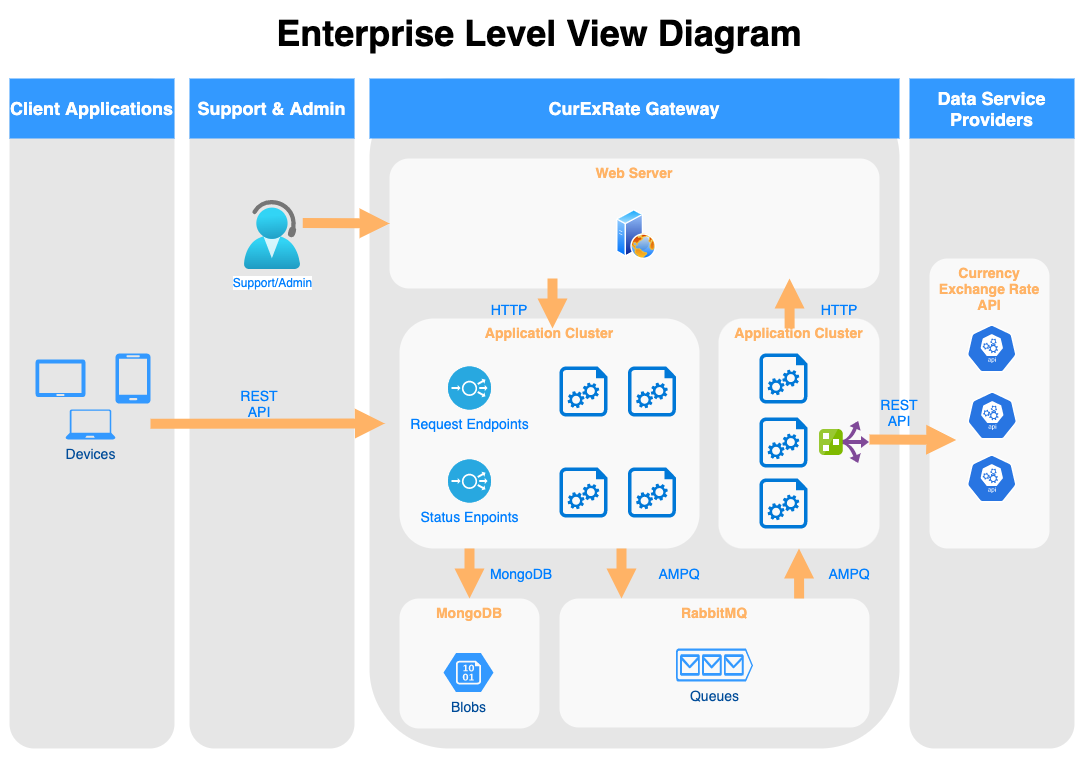 Enterprise Level View Diagram
Client Applications
Support & Admin
CurExRate Gateway
Data Service
Providers
Web Server
Support/Admin
Currency
Exchange Rate
API
HTTP
HTTP
Application Cluster
Application Cluster
api
REST
API
Request Endpoints
REST
API
api
Devices
Status Enpoints
api
MongoDB
AMPQ
AMPQ
MongoDB
RabbitMQ
10
01
Blobs
Queues